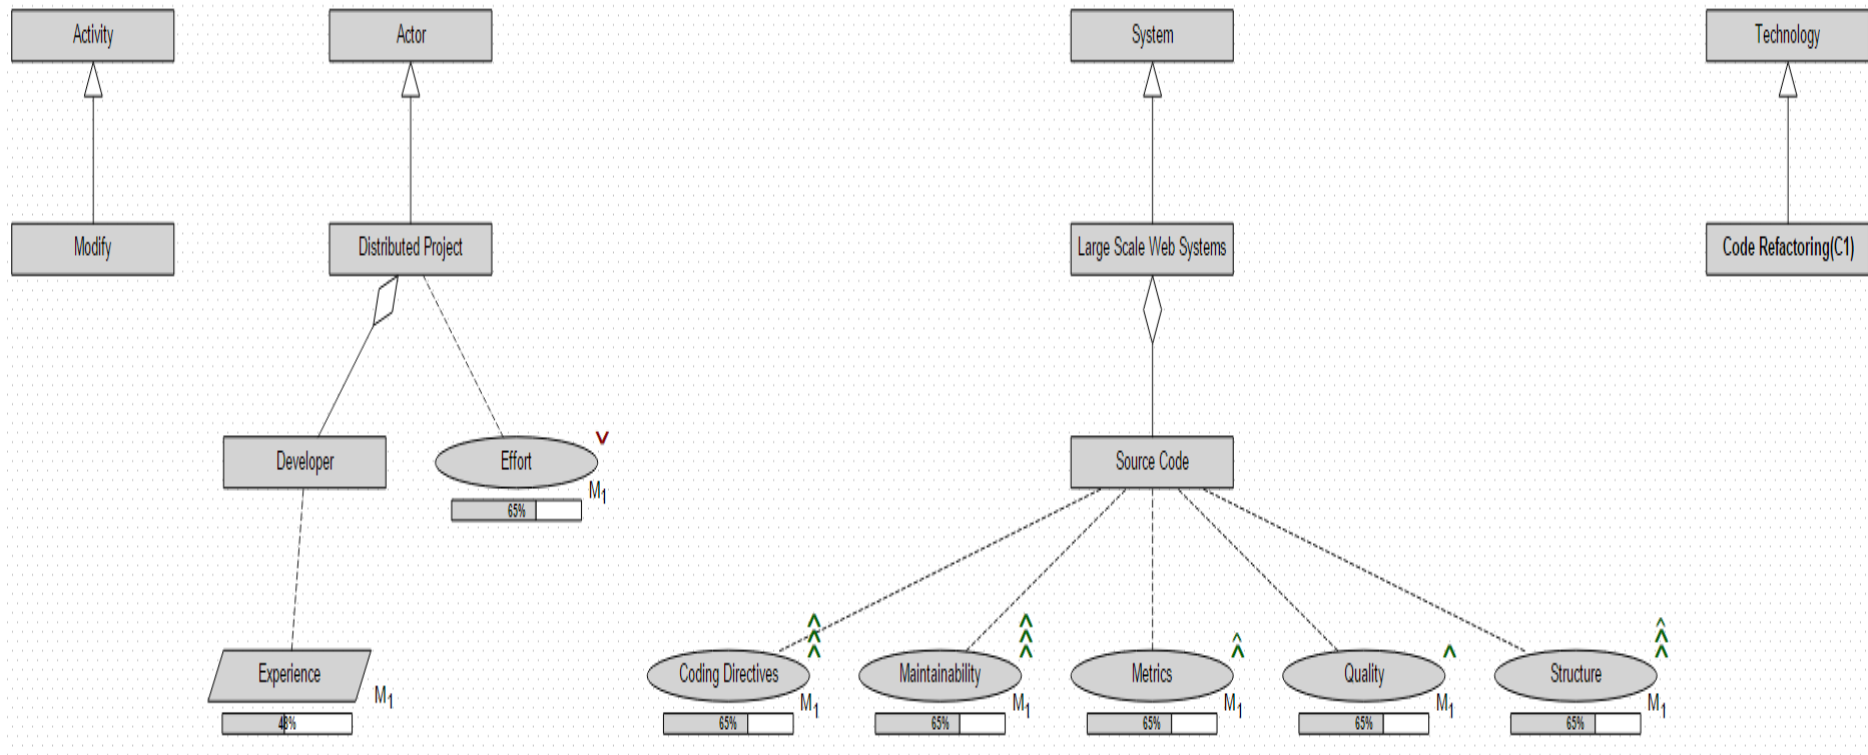 Activity
Actor
System
Technology
Modify
Distributed Project
Large Scale Web Systems
Code Refactoring(C1)
Developer
Effort
Source Code
M1
65%
Experience
Coding Directives
Maintainability
Metrics
Quality
Structure
M1
M1
M1
M1
M1
M1
65%
65%
65%
65%
65%